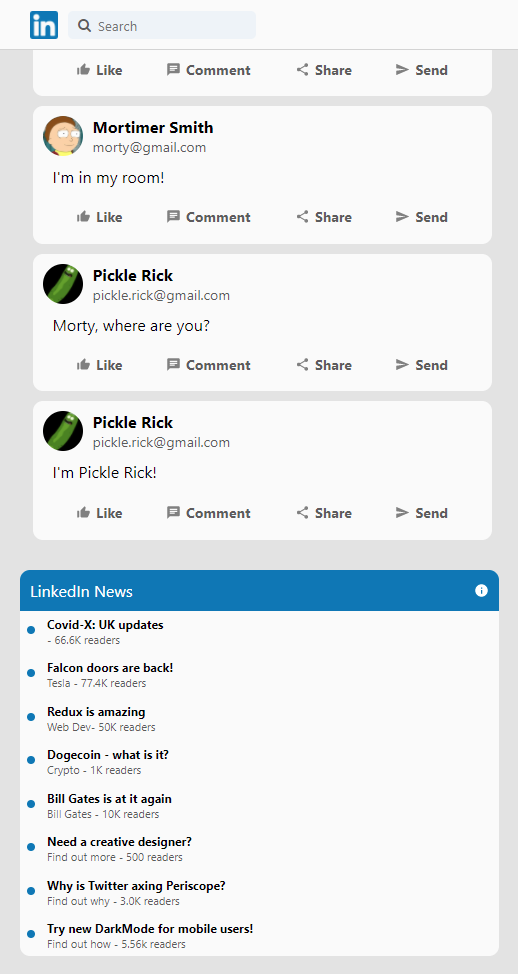 in Search
Like Comment Share Send
Mortimer Smith
morty@gmail.com
I'm in my room!
Like Comment Share Send
Pickle Rick
pickle.rick@gmail.com
Morty, where are you?
Like Comment Share Send
Pickle Rick
pickle.rick@gmail.com
I'm Pickle Rick!
Like Comment Share Send
LinkedIn News
Covid-X: UK updates
- 66.6K readers
Falcon doors are back!
Tesla - 77.4K readers
Redux is amazing
Web Dev- 50K readers
Dogecoin - what is it?
Crypto - 1K readers
Bill Gates is at it again
Bill Gates - 10K readers
Need a creative designer?
Find out more - 500 readers
Why is Twitter axing Periscope?
Find out why - 3.0K readers
Try new DarkMode for mobile users!
Find out how - 5.56k readers